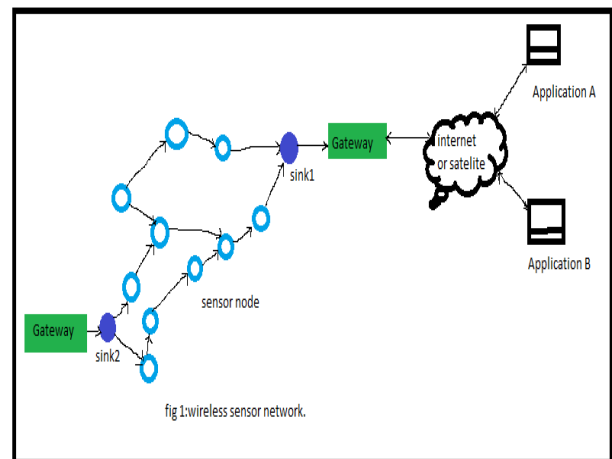 Application A
Gateway
internet
or satelite
sink1
Application B
sensor node
Gateway
sink2
fig 1:wireless sensor network.